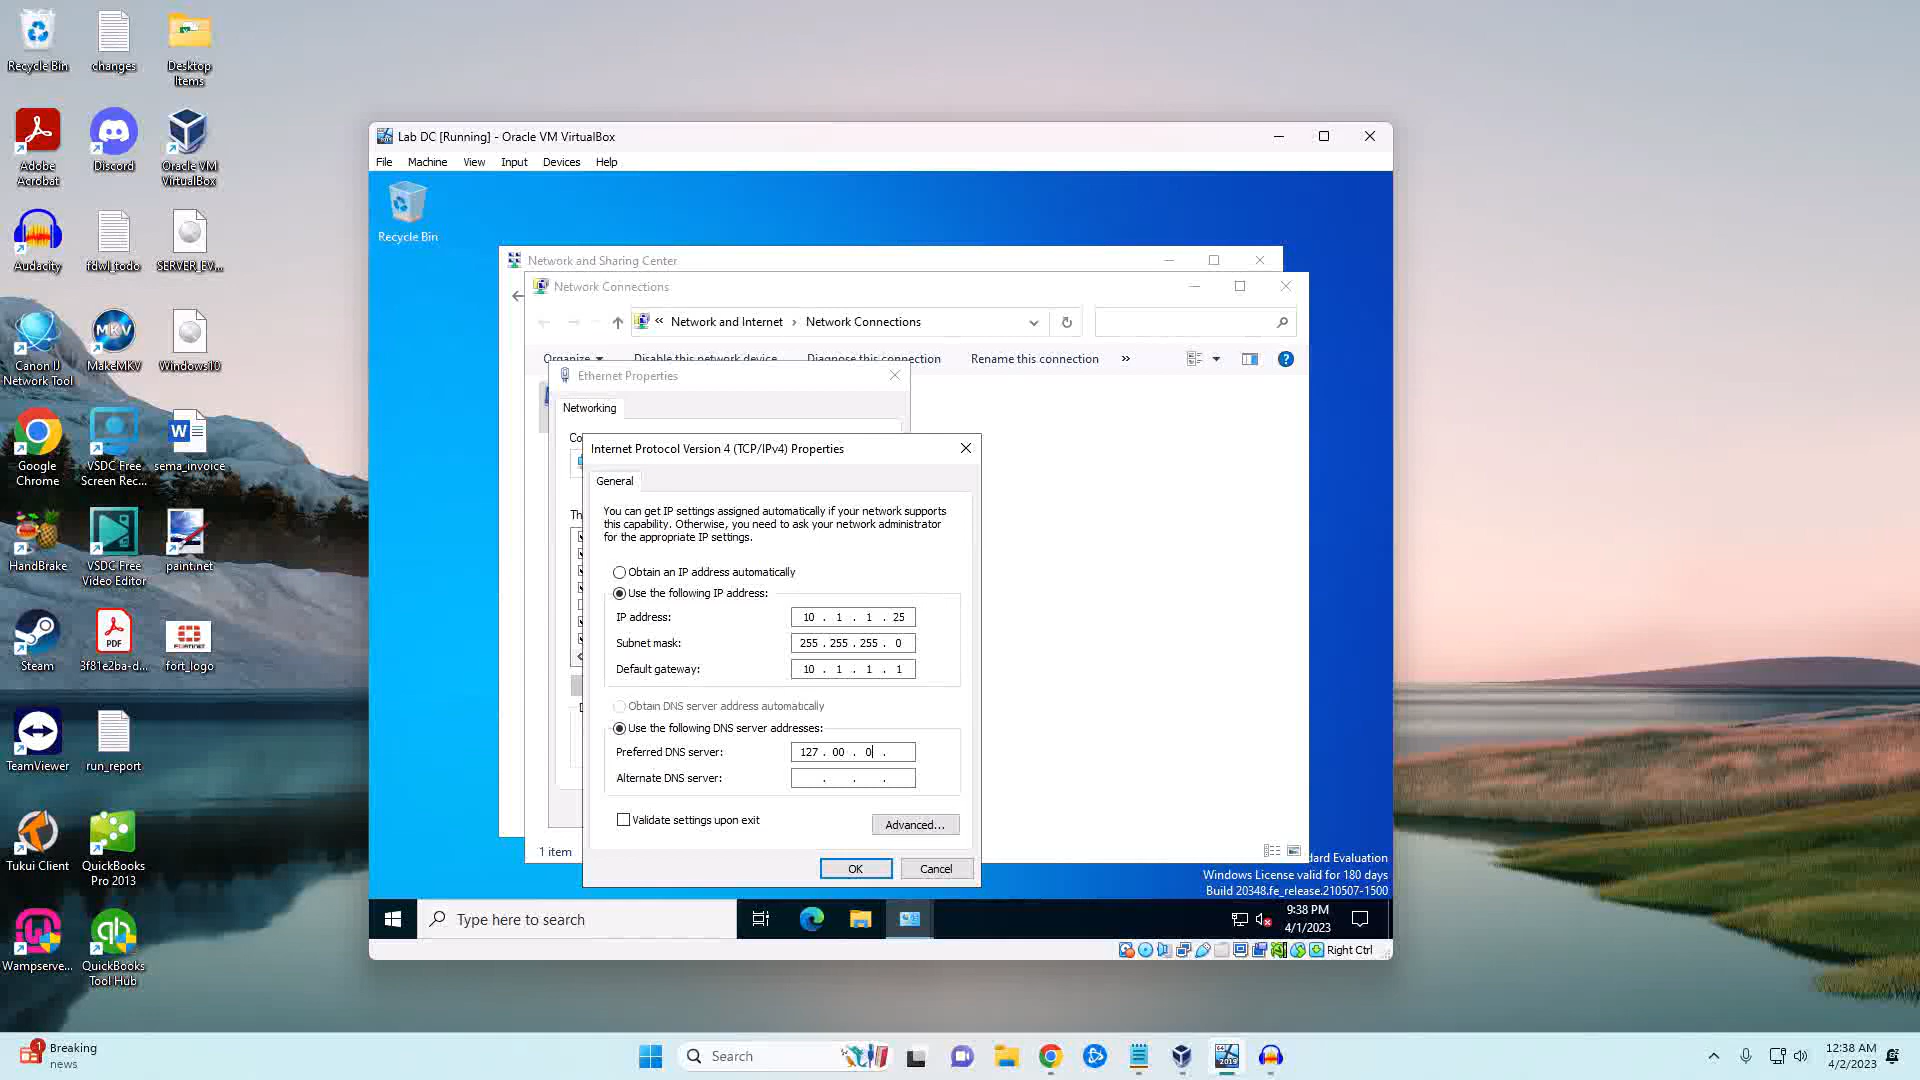 Recycle Bin
changes
Desktop
Items
Adobe
Acrobat
Discord
Oracle VM
VirtualBox
Audacity
fdwl_todo
SERVER_EV...
Canon IJ
Network Tool
MakeMKV
Windows10
Google
Chrome
VSDC Free
Screen Rec...
sema_invoice
HandBrake
VSDC Free
Video Editor
paint.net
Steam
3f81e2ba-d...
fort_logo
TeamViewer
run_report
Tukui Client
QuickBooks
Pro 2013
Wampserve...
QuickBooks
Tool Hub
Lab DC [Running] - Oracle VM VirtualBox
File Machine View Input Devices Help
Recycle Bin
Network and Sharing Center
Network Connections
« Network and Internet › Network Connections
Organize Disable this network device Diagnose this connection Rename this connection »
Ethernet Properties
Networking
Co
Th
Internet Protocol Version 4 (TCP/IPv4) Properties
General
You can get IP settings assigned automatically if your network supports
this capability. Otherwise, you need to ask your network administrator
for the appropriate IP settings.
Obtain an IP address automatically
Use the following IP address:
IP address: 10 . 1 . 1 . 25
Subnet mask: 255 . 255 . 255 . 0
Default gateway: 10 . 1 . 1 . 1
Obtain DNS server address automatically
Use the following DNS server addresses:
Preferred DNS server: 127 . 00 . 0 .
Alternate DNS server: . . .
Validate settings upon exit
Advanced...
OK Cancel
1 item
dard Evaluation
Windows License valid for 180 days
Build 20348.fe_release.210507-1500
Type here to search
9:38 PM
4/1/2023
Right Ctrl
1
Breaking
news
Search
12:38 AM
4/2/2023